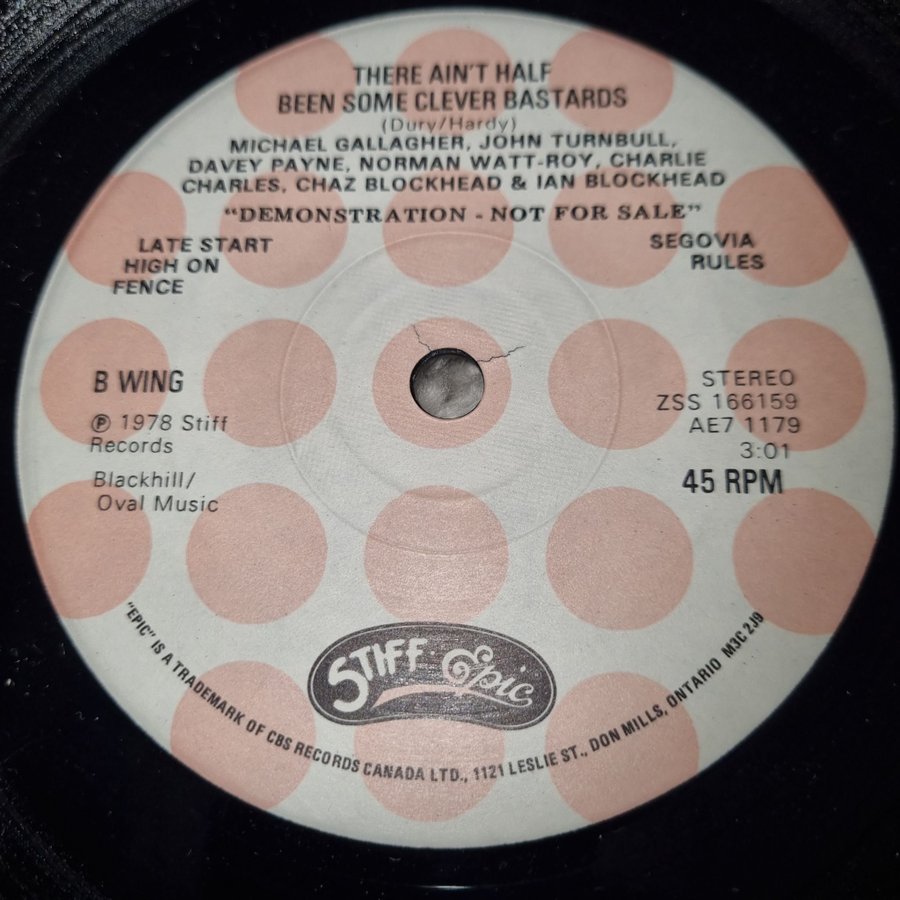 THERE AIN'T HALF
BEEN SOME CLEVER BASTARDS
(Dury/Hardy)
MICHAEL GALLAGHER, JOHN TURNBULL,
DAVEY PAYNE, NORMAN WATT-ROY, CHARLIE
CHARLES, CHAZ BLOCKHEAD & IAN BLOCKHEAD
"DEMONSTRATION - NOT FOR SALE"
LATE START
HIGH ON
FENCE
SEGOVIA
RULES
B WING
℗ 1978 Stiff
Records
Blackhill/
Oval Music
STEREO
ZSS 166159
AE7 1179
3:01
45 RPM
STIFF Epic
"EPIC" IS A TRADEMARK OF CBS RECORDS CANADA LTD., 1121 LESLIE ST., DON MILLS, ONTARIO M3C 2J9